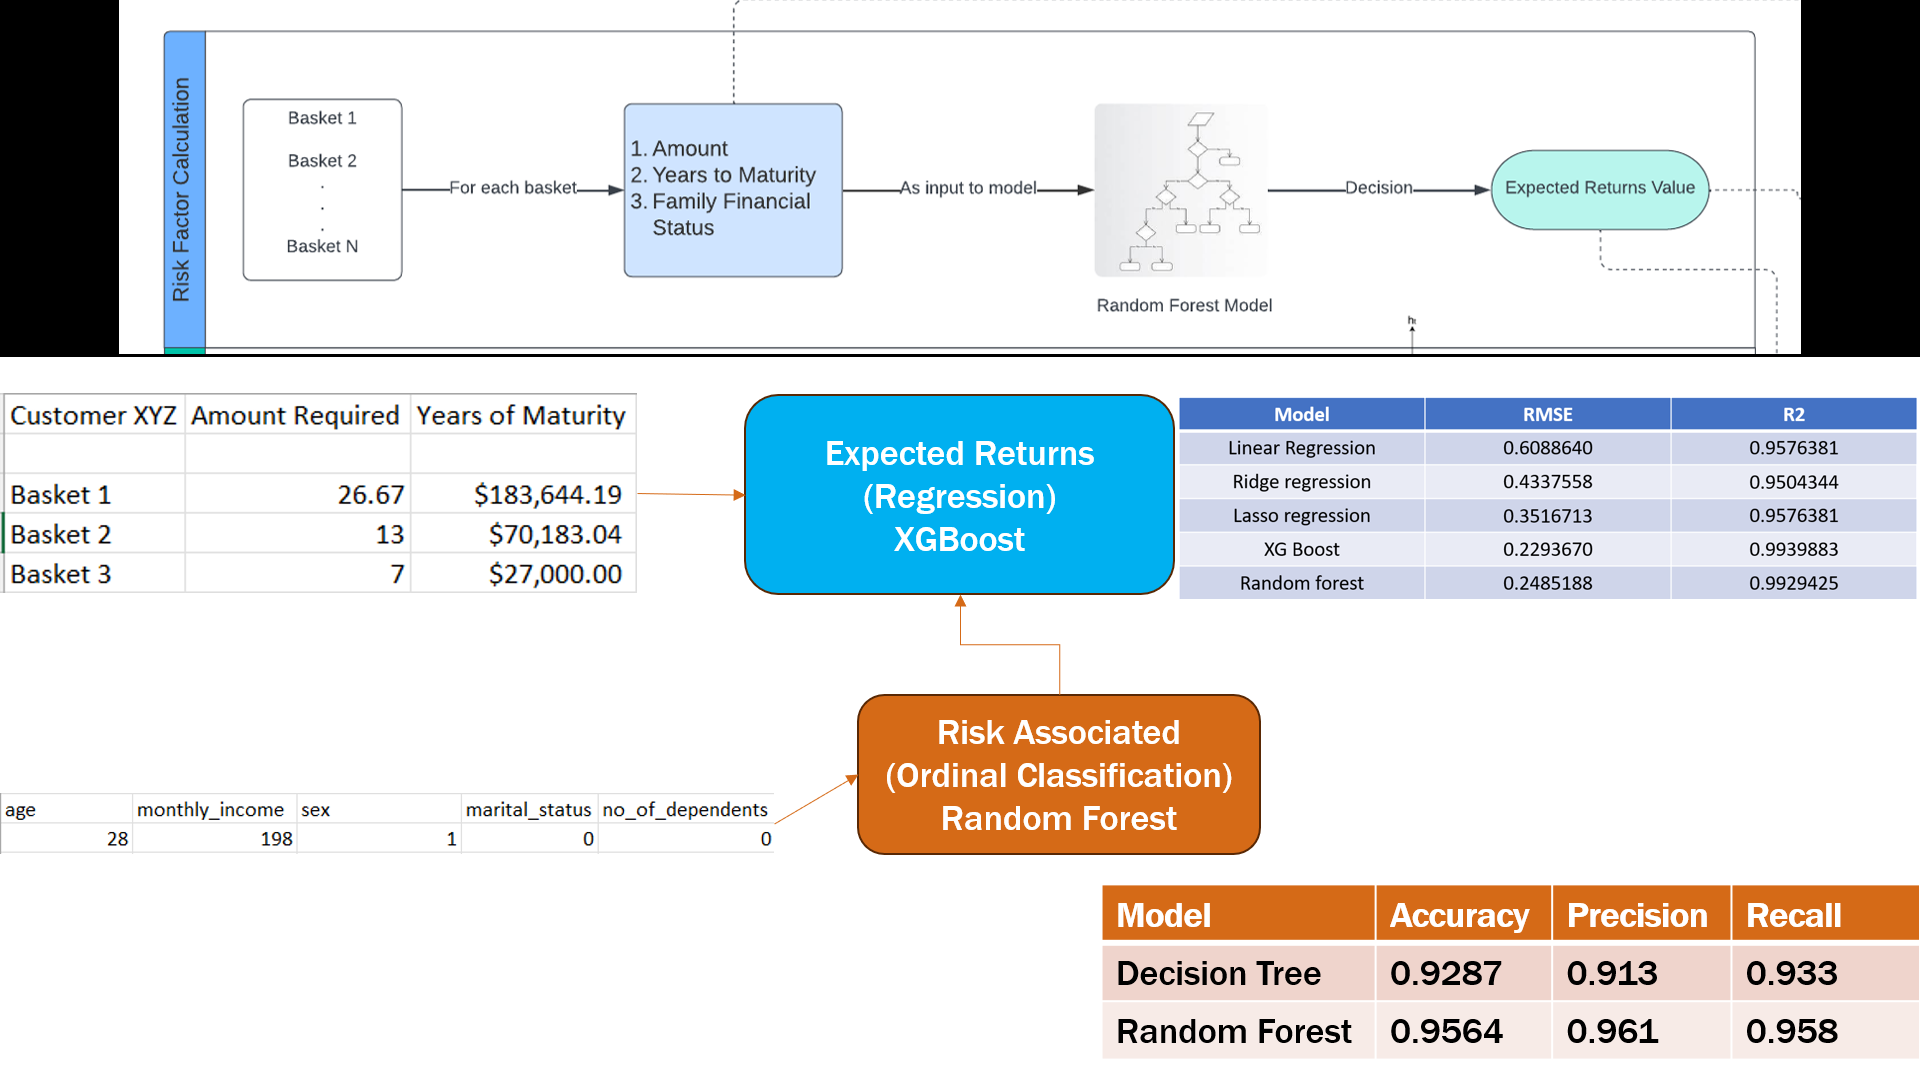 Risk Factor Calculation
Basket 1
Basket 2
.
.
.
Basket N
For each basket
1. Amount
2. Years to Maturity
3. Family Financial
Status
As input to model
Random Forest Model
Decision
Expected Returns Value
hₜ
Customer XYZ Amount Required Years of Maturity
Basket 1 26.67 $183,644.19
Basket 2 13 $70,183.04
Basket 3 7 $27,000.00
Expected Returns
(Regression)
XGBoost
Model RMSE R2
Linear Regression 0.6088640 0.9576381
Ridge regression 0.4337558 0.9504344
Lasso regression 0.3516713 0.9576381
XG Boost 0.2293670 0.9939883
Random forest 0.2485188 0.9929425
Risk Associated
(Ordinal Classification)
Random Forest
age monthly_income sex marital_status no_of_dependents
28 198 1 0 0
Model Accuracy Precision Recall
Decision Tree 0.9287 0.913 0.933
Random Forest 0.9564 0.961 0.958